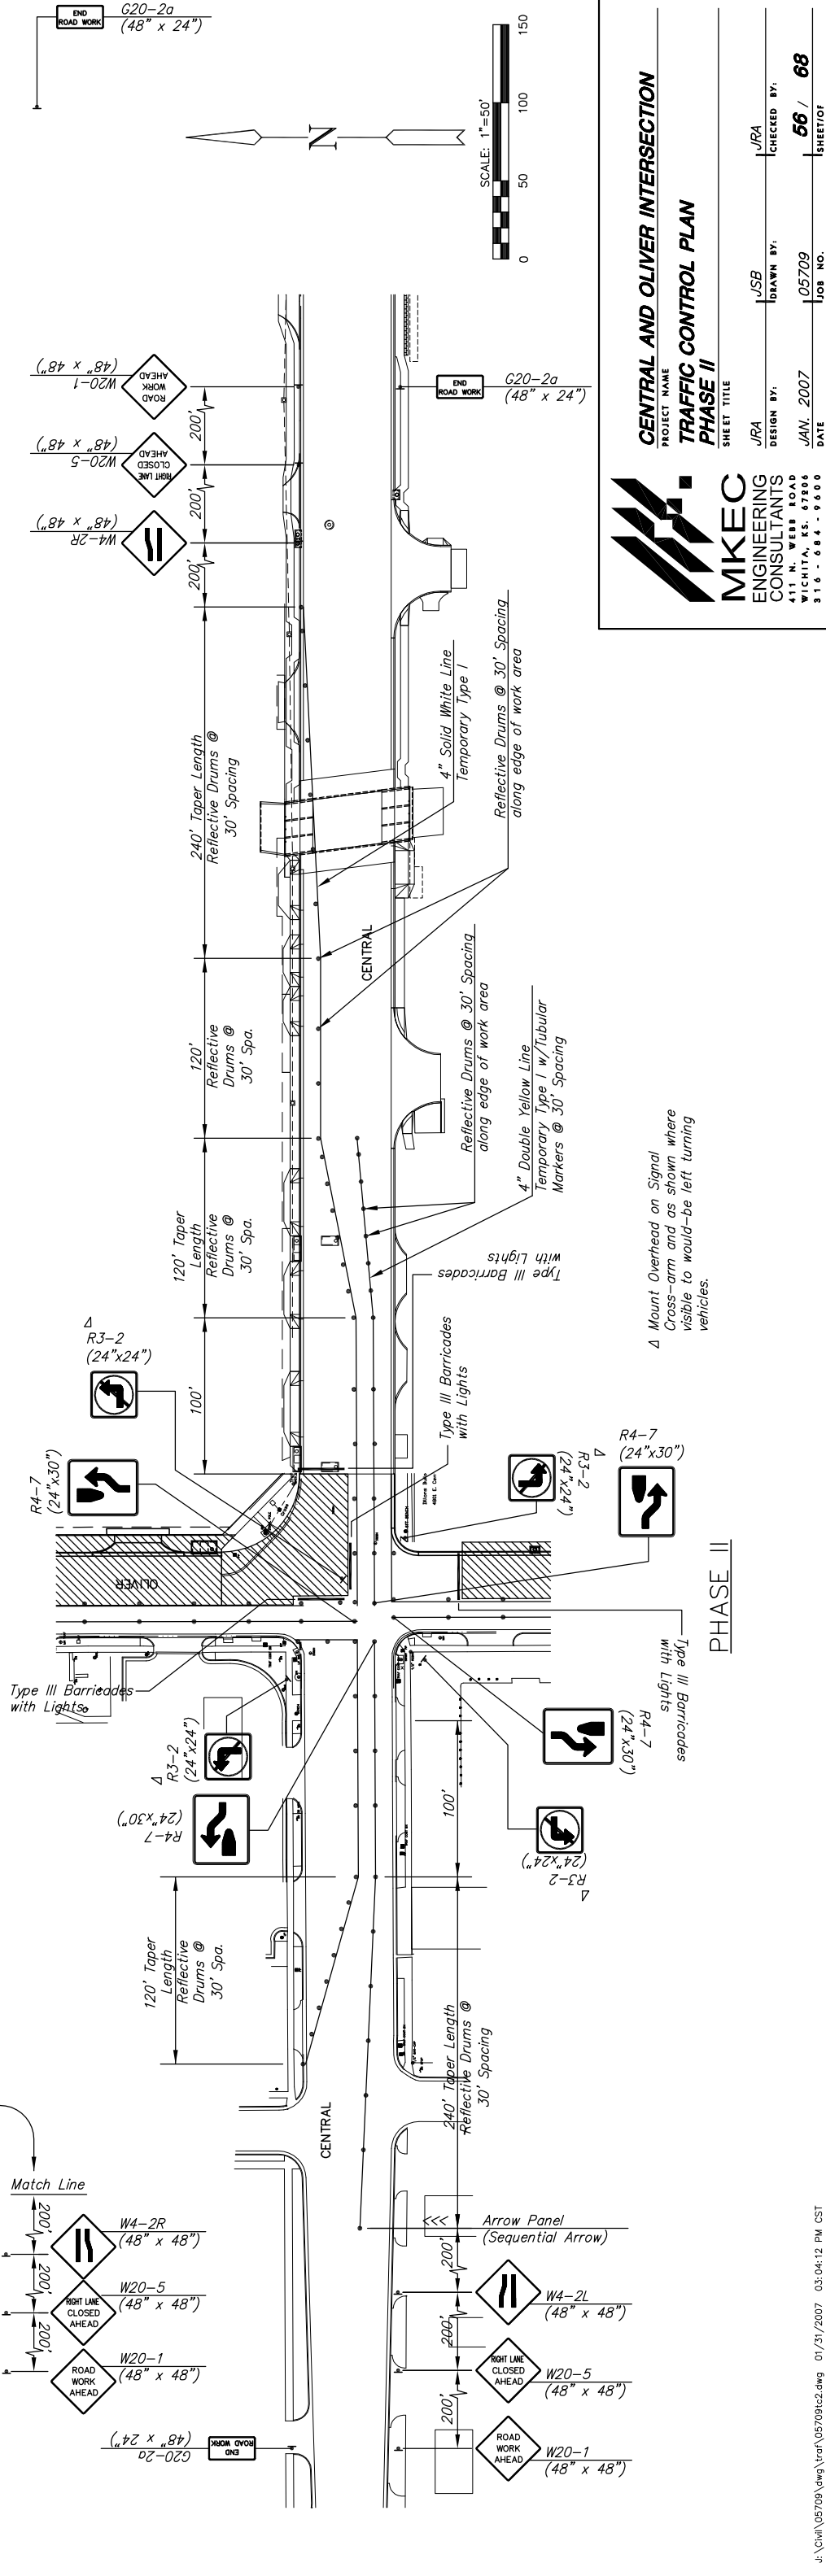 END
ROAD WORK
G20-2a
(48" x 24")
N
SCALE: 1"=50'
0
50
100
150
CENTRAL AND OLIVER INTERSECTION
PROJECT NAME
TRAFFIC CONTROL PLAN
PHASE II
SHEET TITLE
JRA
DESIGN BY:
JSB
DRAWN BY:
JRA
CHECKED BY:
JAN. 2007
DATE
05709
JOB NO.
56 / 68
SHEET/OF
MKEC
ENGINEERING
CONSULTANTS
411 N. WEBB ROAD
WICHITA, KS. 67206
316 - 684 - 9600
W20-1
(48" x 48")
ROAD
WORK
AHEAD
200'
W20-5
(48" x 48")
RIGHT LANE
CLOSED
AHEAD
200'
W4-2R
(48" x 48")
200'
END
ROAD WORK
G20-2a
(48" x 24")
240' Taper Length
Reflective Drums @
30' Spacing
4" Solid White Line
Temporary Type I
Reflective Drums @ 30' Spacing
along edge of work area
CENTRAL
120'
Reflective
Drums @
30' Spa.
Reflective Drums @ 30' Spacing
along edge of work area
4" Double Yellow Line
Temporary Type I w/Tubular
Markers @ 30' Spacing
120' Taper
Length
Reflective
Drums @
30' Spa.
Type III Barricades
with Lights
Δ Mount Overhead on Signal
Cross-arm and as shown where
visible to would-be left turning
vehicles.
100'
Δ
R3-2
(24"x24")
Type III Barricades
with Lights
R4-7
(24"x30")
Δ
R3-2
(24"x24")
R4-7
(24"x30")
OLIVER
PHASE II
Type III Barricades
with Lights
Type III Barricades
with Lights
R4-7
(24"x30")
Δ
R3-2
(24"x24")
R4-7
(24"x30")
100'
Δ
R3-2
(24"x24")
120' Taper
Length
Reflective
Drums @
30' Spa.
240' Taper Length
Reflective Drums @
30' Spacing
CENTRAL
Match Line
200'
W4-2R
(48" x 48")
200'
RIGHT LANE
CLOSED
AHEAD
W20-5
(48" x 48")
200'
ROAD
WORK
AHEAD
W20-1
(48" x 48")
<<<
Arrow Panel
(Sequential Arrow)
200'
W4-2L
(48" x 48")
200'
RIGHT LANE
CLOSED
AHEAD
W20-5
(48" x 48")
200'
ROAD
WORK
AHEAD
W20-1
(48" x 48")
G20-2a
(48" x 24")
END
ROAD WORK
J:\Civil\05709\dwg\traf\05709tc2.dwg 01/31/2007 03:04:12 PM CST